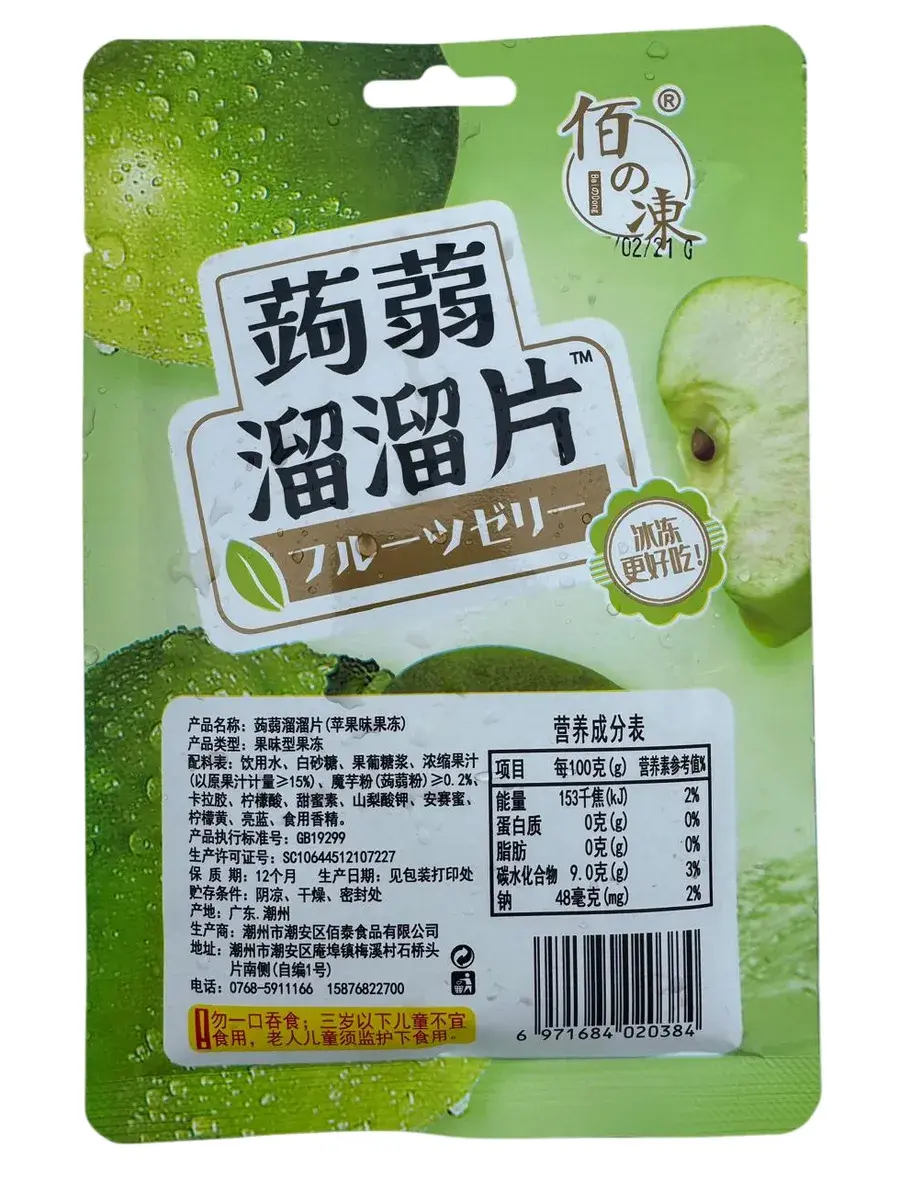 佰の凍®
Bai の Dong
/02/21 G
蒟蒻
溜溜片™
フルーツゼリー
冰冻
更好吃!
产品名称: 蒟蒻溜溜片(苹果味果冻)
产品类型: 果味型果冻
配料表: 饮用水、白砂糖、果葡糖浆、浓缩果汁
(以原果汁计量≥15%)、魔芋粉(蒟蒻粉)≥0.2%、
卡拉胶、柠檬酸、甜蜜素、山梨酸钾、安赛蜜、
柠檬黄、亮蓝、食用香精。
产品执行标准号: GB19299
生产许可证号: SC10644512107227
保 质 期: 12个月 生产日期: 见包装打印处
贮存条件: 阴凉、干燥、密封处
产地: 广东.潮州
生产商: 潮州市潮安区佰泰食品有限公司
地址: 潮州市潮安区庵埠镇梅溪村石桥头
片南侧(自编1号)
电话: 0768-5911166 15876822700
!勿一口吞食; 三岁以下儿童不宜
食用, 老人儿童须监护下食用。
营养成分表
项目 每100克(g) 营养素参考值%
能量 153千焦(kJ) 2%
蛋白质 0克(g) 0%
脂肪 0克(g) 0%
碳水化合物 9.0克(g) 3%
钠 48毫克(mg) 2%
6 971684 020384